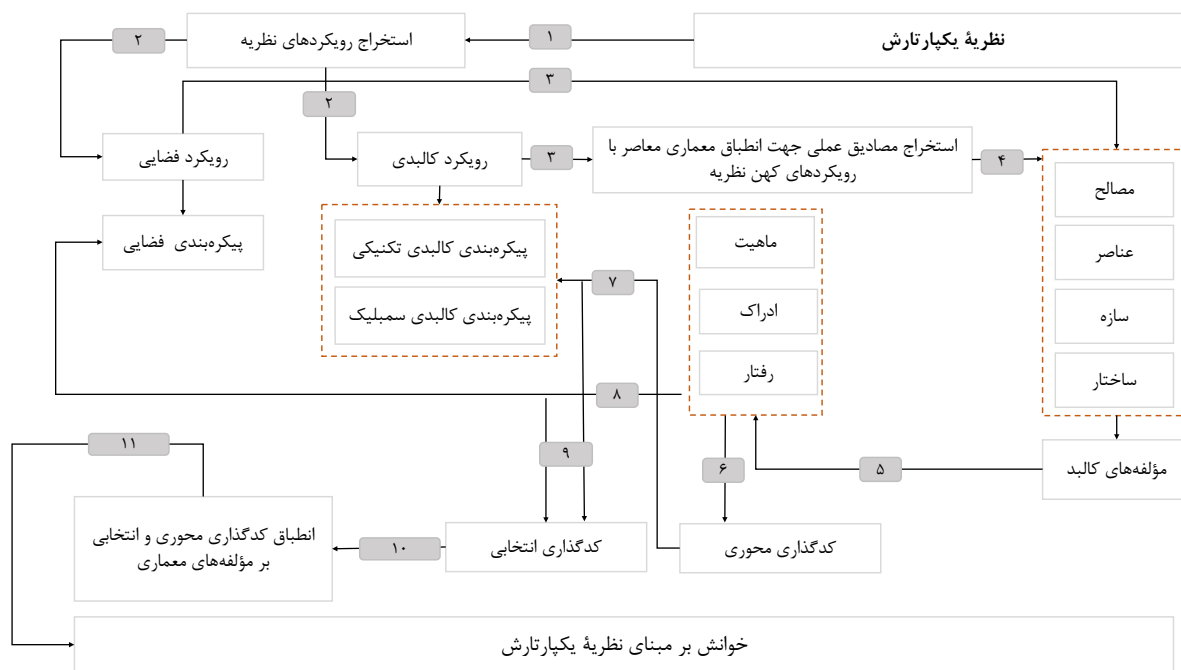 نظریۀ یکپارتارش
۱
استخراج رویکردهای نظریه
۲
۳
۲
رویکرد فضایی
رویکرد کالبدی
۳
استخراج مصادیق عملی جهت انطباق معماری معاصر با
رویکردهای کهن نظریه
۴
مصالح
عناصر
سازه
ساختار
ماهیت
ادراک
رفتار
پیکره‌بندی کالبدی تکنیکی
پیکره‌بندی کالبدی سمبلیک
پیکره‌بندی فضایی
۷
۸
مؤلفه‌های کالبد
۵
۶
۹
۱۱
کدگذاری محوری
کدگذاری انتخابی
۱۰
انطباق کدگذاری محوری و انتخابی
بر مؤلفه‌های معماری
خوانش بر مبنای نظریۀ یکپارتارش